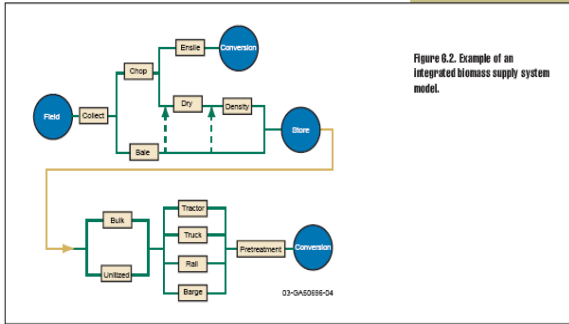 Ensile
Conversion
Chop
Field
Collect
Dry
Density
Store
Bale
Figure 6.2. Example of an
integrated biomass supply system
model.
Bulk
Unitized
Tractor
Truck
Rail
Barge
Pretreatment
Conversion
03-GA50696-04